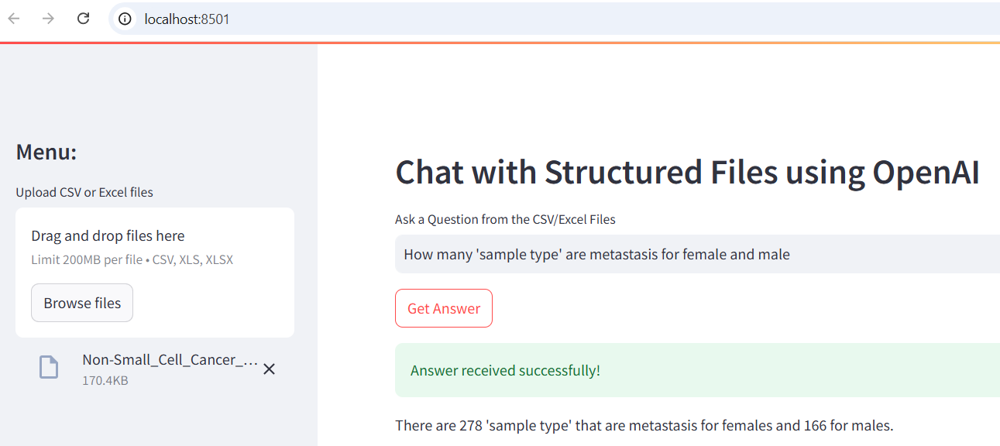 localhost:8501
Menu:
Upload CSV or Excel files
Drag and drop files here
Limit 200MB per file • CSV, XLS, XLSX
Browse files
Non-Small_Cell_Cancer_...
170.4KB
Chat with Structured Files using OpenAI
Ask a Question from the CSV/Excel Files
How many 'sample type' are metastasis for female and male
Get Answer
Answer received successfully!
There are 278 'sample type' that are metastasis for females and 166 for males.